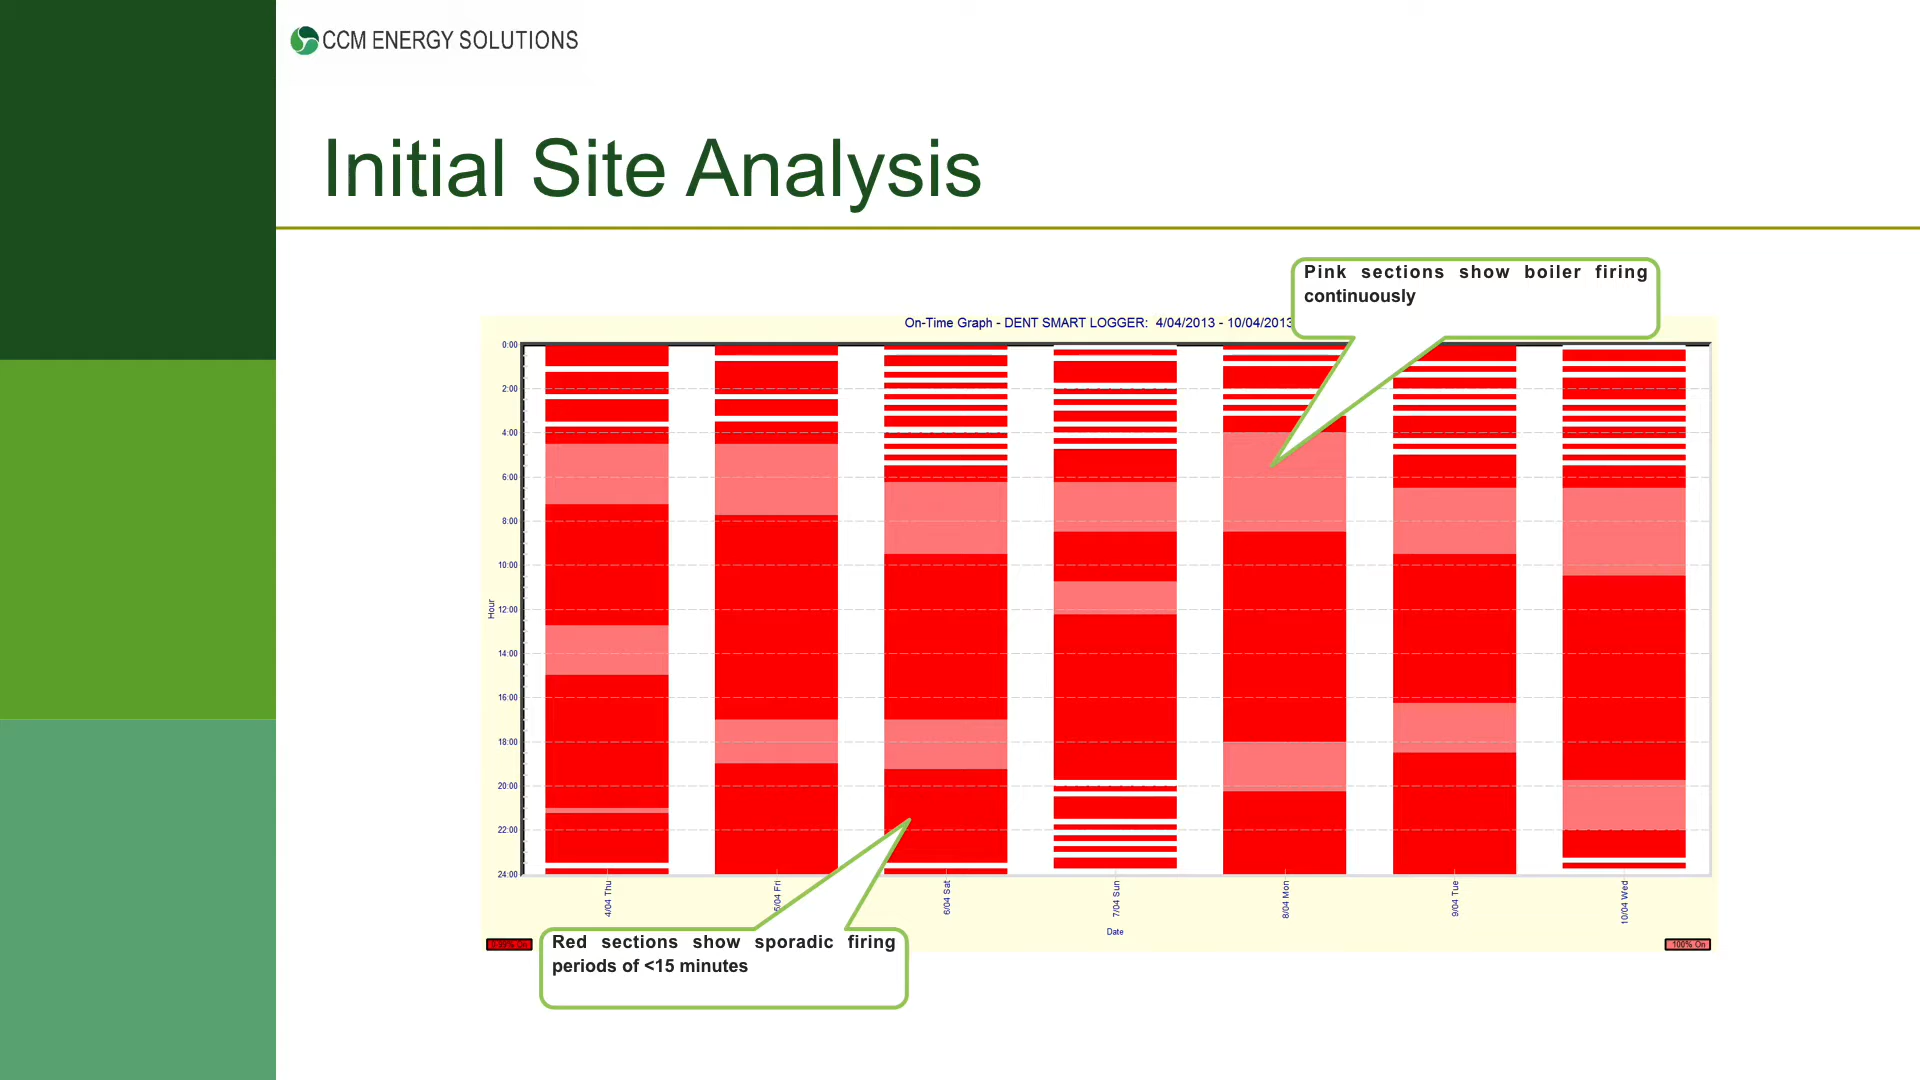 CCM ENERGY SOLUTIONS
Initial Site Analysis
Pink sections show boiler firing
continuously
On-Time Graph - DENT SMART LOGGER: 4/04/2013 - 10/04/2013
0:00
2:00
4:00
6:00
8:00
10:00
12:00
14:00
16:00
18:00
20:00
22:00
24:00
Hour
4/04 Thu
5/04 Fri
6/04 Sat
7/04 Sun
8/04 Mon
9/04 Tue
10/04 Wed
Date
100% On
Red sections show sporadic firing
periods of <15 minutes